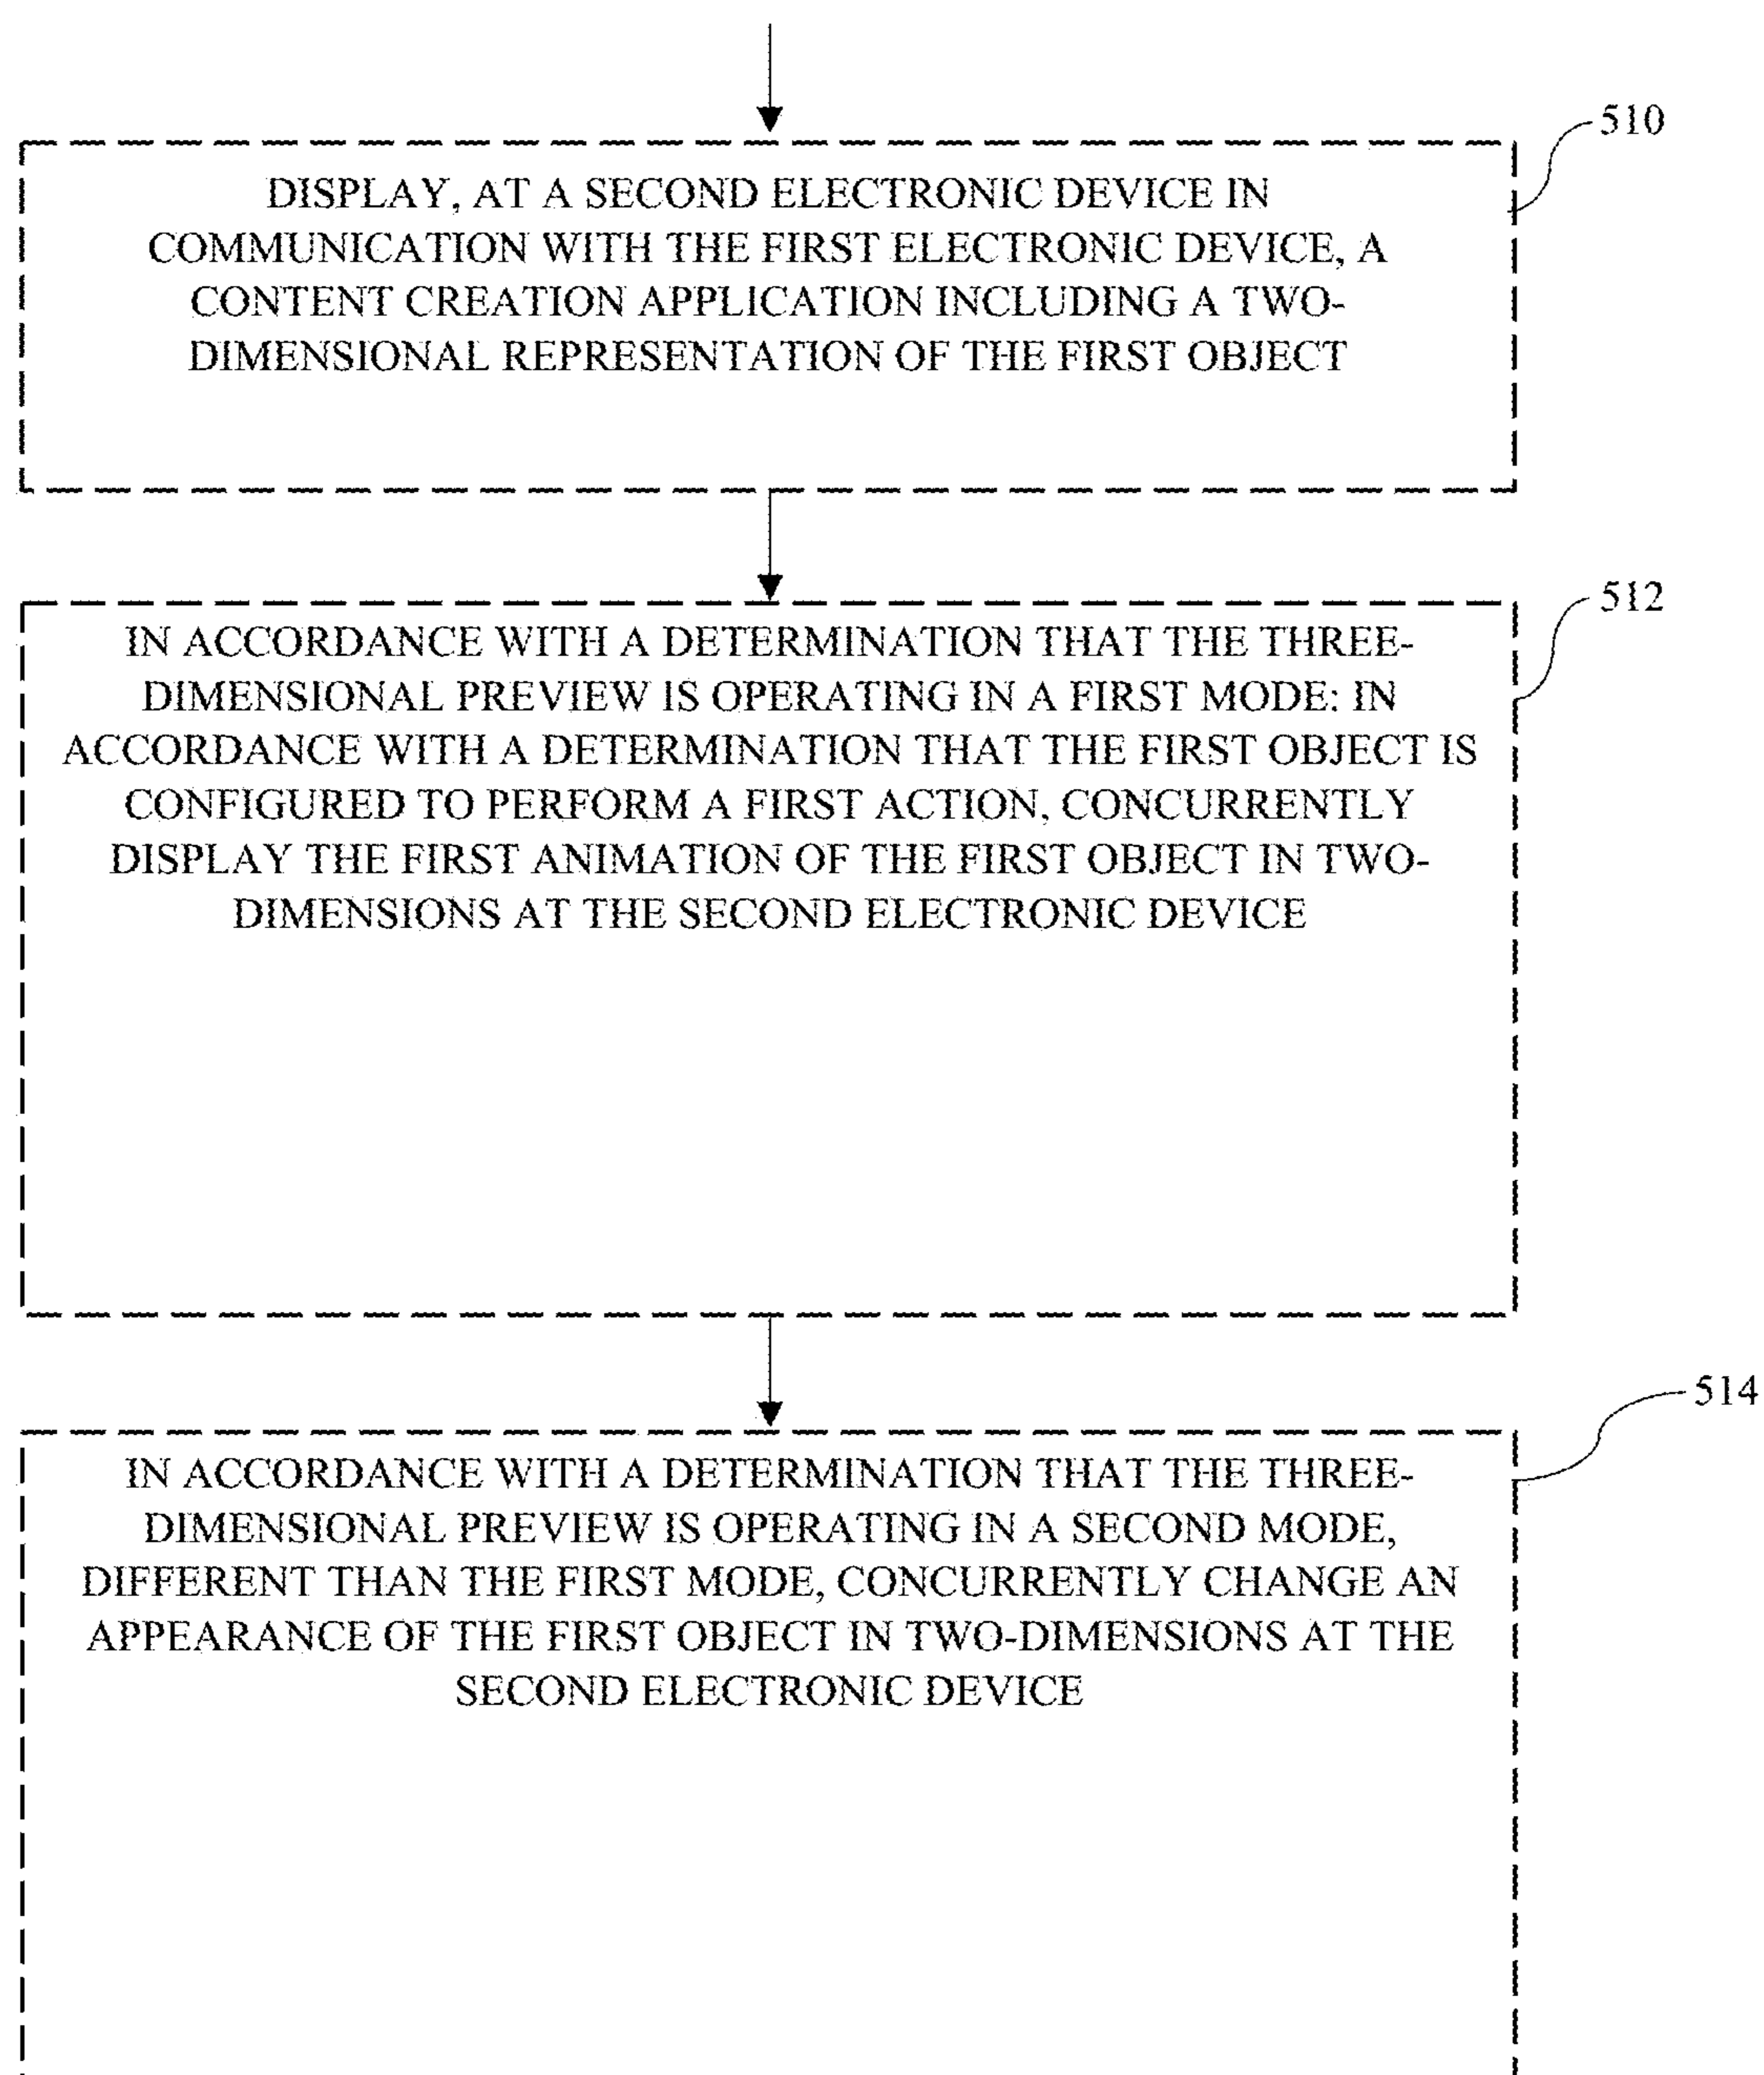 510
DISPLAY, AT A SECOND ELECTRONIC DEVICE IN
COMMUNICATION WITH THE FIRST ELECTRONIC DEVICE, A
CONTENT CREATION APPLICATION INCLUDING A TWO-
DIMENSIONAL REPRESENTATION OF THE FIRST OBJECT
512
IN ACCORDANCE WITH A DETERMINATION THAT THE THREE-
DIMENSIONAL PREVIEW IS OPERATING IN A FIRST MODE: IN
ACCORDANCE WITH A DETERMINATION THAT THE FIRST OBJECT IS
CONFIGURED TO PERFORM A FIRST ACTION, CONCURRENTLY
DISPLAY THE FIRST ANIMATION OF THE FIRST OBJECT IN TWO-
DIMENSIONS AT THE SECOND ELECTRONIC DEVICE
514
IN ACCORDANCE WITH A DETERMINATION THAT THE THREE-
DIMENSIONAL PREVIEW IS OPERATING IN A SECOND MODE,
DIFFERENT THAN THE FIRST MODE, CONCURRENTLY CHANGE AN
APPEARANCE OF THE FIRST OBJECT IN TWO-DIMENSIONS AT THE
SECOND ELECTRONIC DEVICE